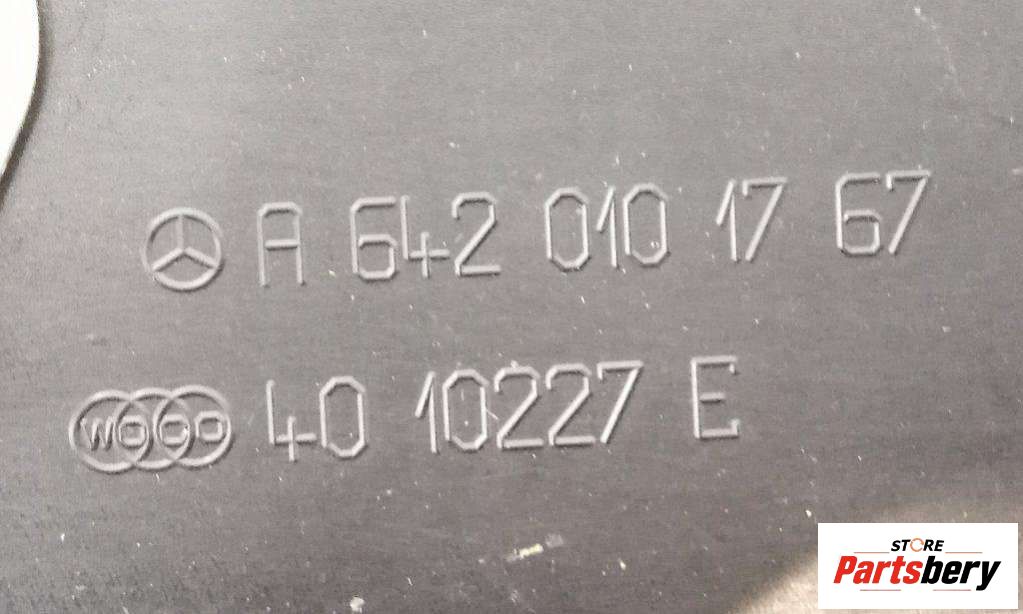 A 642 010 17 67
WOCO 40 10227 E
STORE
Partsbery